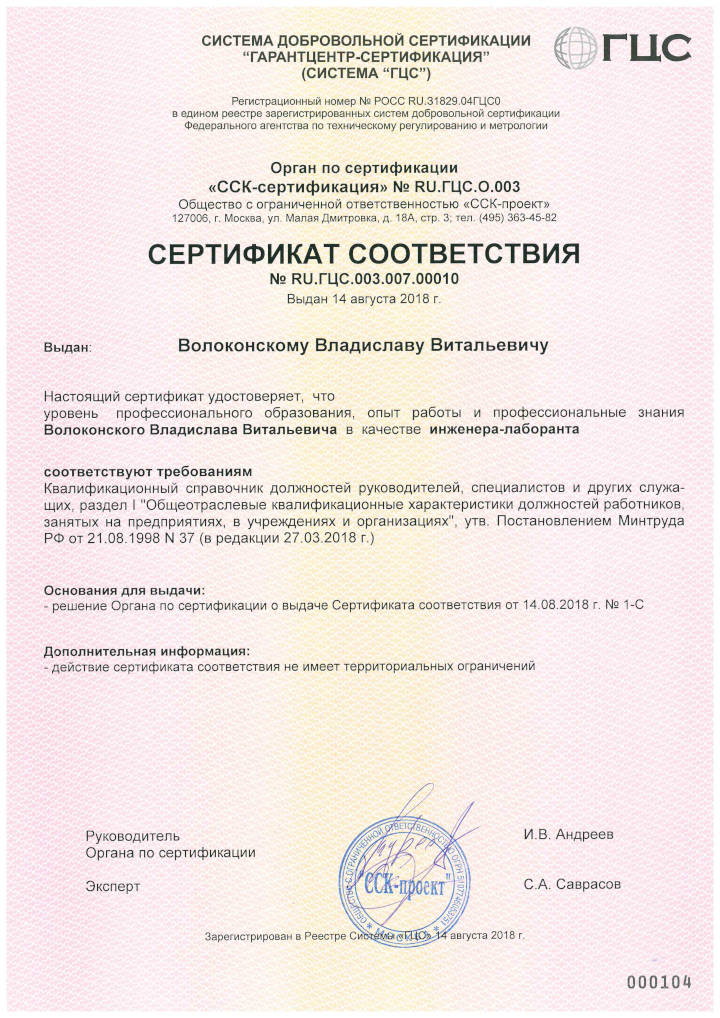 СИСТЕМА ДОБРОВОЛЬНОЙ СЕРТИФИКАЦИИ
“ГАРАНТЦЕНТР-СЕРТИФИКАЦИЯ”
(СИСТЕМА “ГЦС”)
ГЦС
Регистрационный номер № РОСС RU.31829.04ГЦС0
в едином реестре зарегистрированных систем добровольной сертификации
Федерального агентства по техническому регулированию и метрологии
Орган по сертификации
«ССК-сертификация» № RU.ГЦС.О.003
Общество с ограниченной ответственностью «ССК-проект»
127006, г. Москва, ул. Малая Дмитровка, д. 18А, стр. 3; тел. (495) 363-45-82
СЕРТИФИКАТ СООТВЕТСТВИЯ
№ RU.ГЦС.003.007.00010
Выдан 14 августа 2018 г.
Выдан: Волоконскому Владиславу Витальевичу
Настоящий сертификат удостоверяет, что
уровень профессионального образования, опыт работы и профессиональные знания
Волоконского Владислава Витальевича в качестве инженера-лаборанта
соответствуют требованиям
Квалификационный справочник должностей руководителей, специалистов и других служа-
щих, раздел I "Общеотраслевые квалификационные характеристики должностей работников,
занятых на предприятиях, в учреждениях и организациях", утв. Постановлением Минтруда
РФ от 21.08.1998 N 37 (в редакции 27.03.2018 г.)
Основания для выдачи:
- решение Органа по сертификации о выдаче Сертификата соответствия от 14.08.2018 г. № 1-С
Дополнительная информация:
- действие сертификата соответствия не имеет территориальных ограничений
Руководитель
Органа по сертификации
И.В. Андреев
Эксперт
С.А. Саврасов
ОБЩЕСТВО С ОГРАНИЧЕННОЙ ОТВЕТСТВЕННОСТЬЮ ОГРН
"ССК-проект"
* МОСКВА *
Зарегистрирован в Реестре Системы «ГЦС» 14 августа 2018 г.
000104